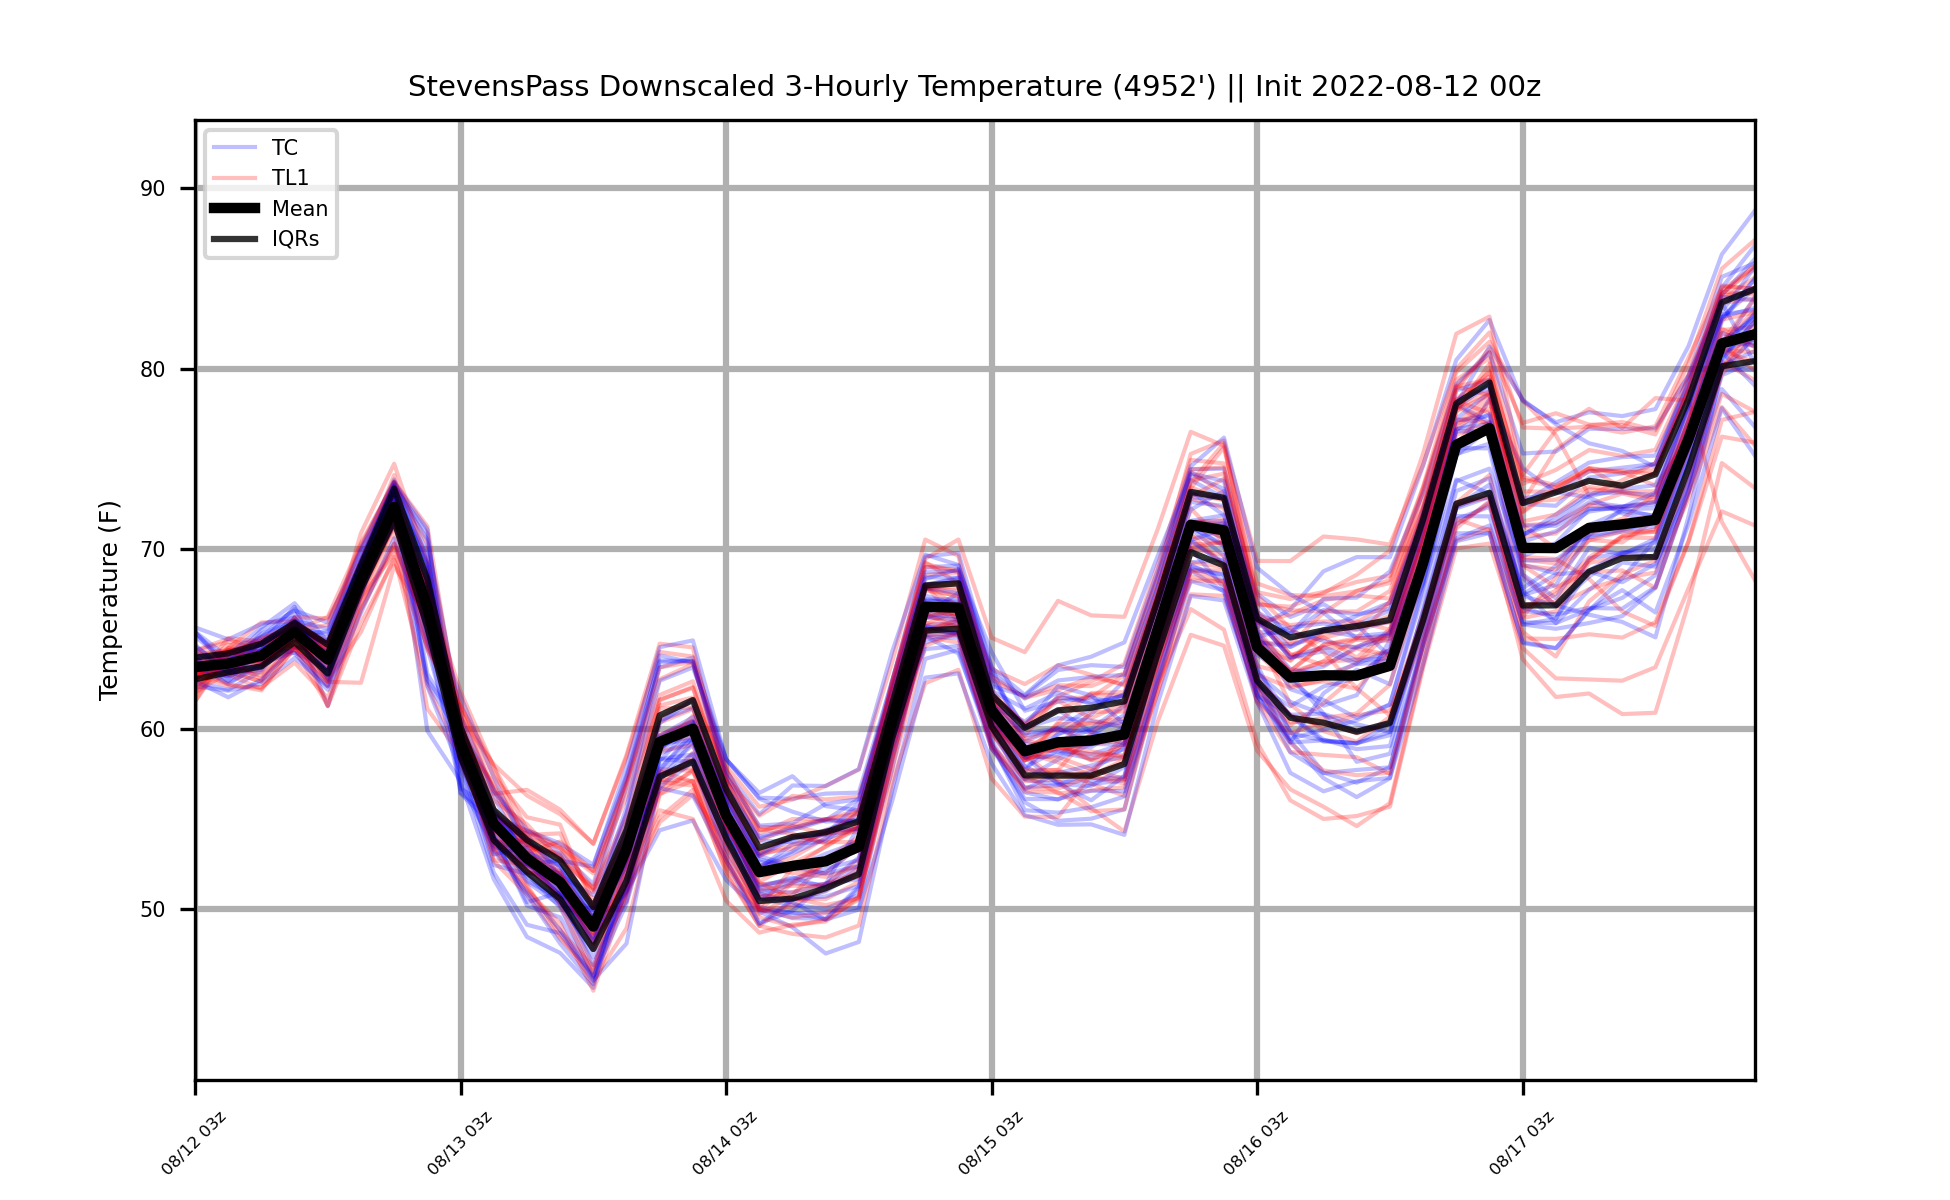 StevensPass Downscaled 3-Hourly Temperature (4952') || Init 2022-08-12 00z
TC
TL1
Mean
IQRs
Temperature (F)
90
80
70
60
50
08/12 03z
08/13 03z
08/14 03z
08/15 03z
08/16 03z
08/17 03z